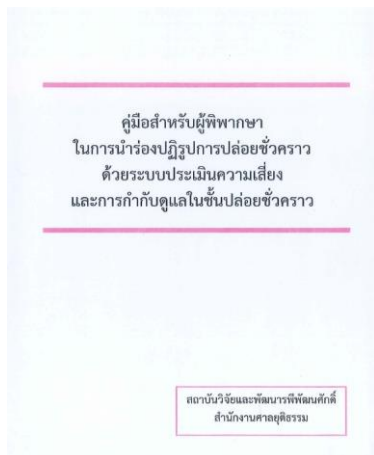 คู่มือสำหรับผู้พิพากษา
ในการนำร่องปฏิรูปการปล่อยชั่วคราว
ด้วยระบบประเมินความเสี่ยง
และการกำกับดูแลในชั้นปล่อยชั่วคราว
สถาบันวิจัยและพัฒนารพีพัฒนศักดิ์
สำนักงานศาลยุติธรรม